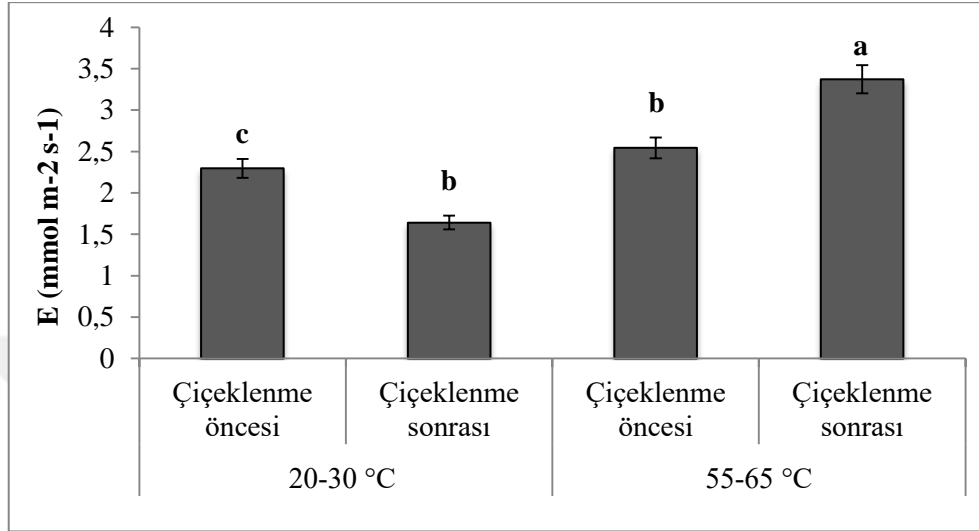 E (mmol m-2 s-1)
4
3,5
3
2,5
2
1,5
1
0,5
0
c
b
b
a
Çiçeklenme
öncesi
Çiçeklenme
sonrası
Çiçeklenme
öncesi
Çiçeklenme
sonrası
20-30 °C
55-65 °C